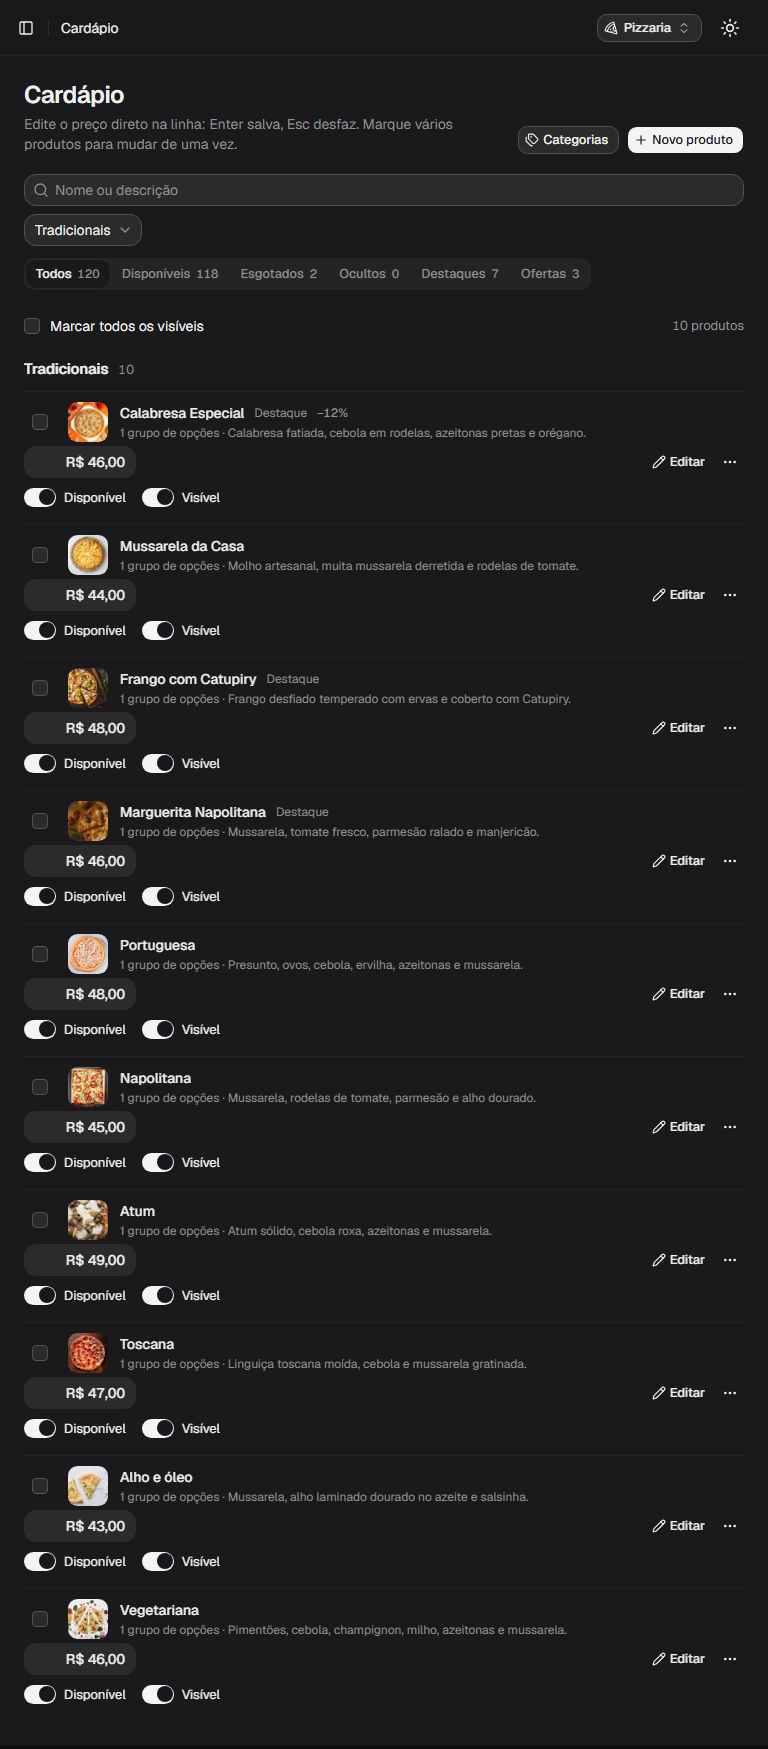 Cardápio
Pizzaria
Cardápio
Edite o preço direto na linha: Enter salva, Esc desfaz. Marque vários
produtos para mudar de uma vez.
Categorias
Novo produto
Nome ou descrição
Tradicionais
Todos 120 Disponíveis 118 Esgotados 2 Ocultos 0 Destaques 7 Ofertas 3
Marcar todos os visíveis
10 produtos
Tradicionais 10
Calabresa Especial Destaque −12%
1 grupo de opções · Calabresa fatiada, cebola em rodelas, azeitonas pretas e orégano.
R$ 46,00
Editar
Disponível Visível
Mussarela da Casa
1 grupo de opções · Molho artesanal, muita mussarela derretida e rodelas de tomate.
R$ 44,00
Editar
Disponível Visível
Frango com Catupiry Destaque
1 grupo de opções · Frango desfiado temperado com ervas e coberto com Catupiry.
R$ 48,00
Editar
Disponível Visível
Marguerita Napolitana Destaque
1 grupo de opções · Mussarela, tomate fresco, parmesão ralado e manjericão.
R$ 46,00
Editar
Disponível Visível
Portuguesa
1 grupo de opções · Presunto, ovos, cebola, ervilha, azeitonas e mussarela.
R$ 48,00
Editar
Disponível Visível
Napolitana
1 grupo de opções · Mussarela, rodelas de tomate, parmesão e alho dourado.
R$ 45,00
Editar
Disponível Visível
Atum
1 grupo de opções · Atum sólido, cebola roxa, azeitonas e mussarela.
R$ 49,00
Editar
Disponível Visível
Toscana
1 grupo de opções · Linguiça toscana moída, cebola e mussarela gratinada.
R$ 47,00
Editar
Disponível Visível
Alho e óleo
1 grupo de opções · Mussarela, alho laminado dourado no azeite e salsinha.
R$ 43,00
Editar
Disponível Visível
Vegetariana
1 grupo de opções · Pimentões, cebola, champignon, milho, azeitonas e mussarela.
R$ 46,00
Editar
Disponível Visível